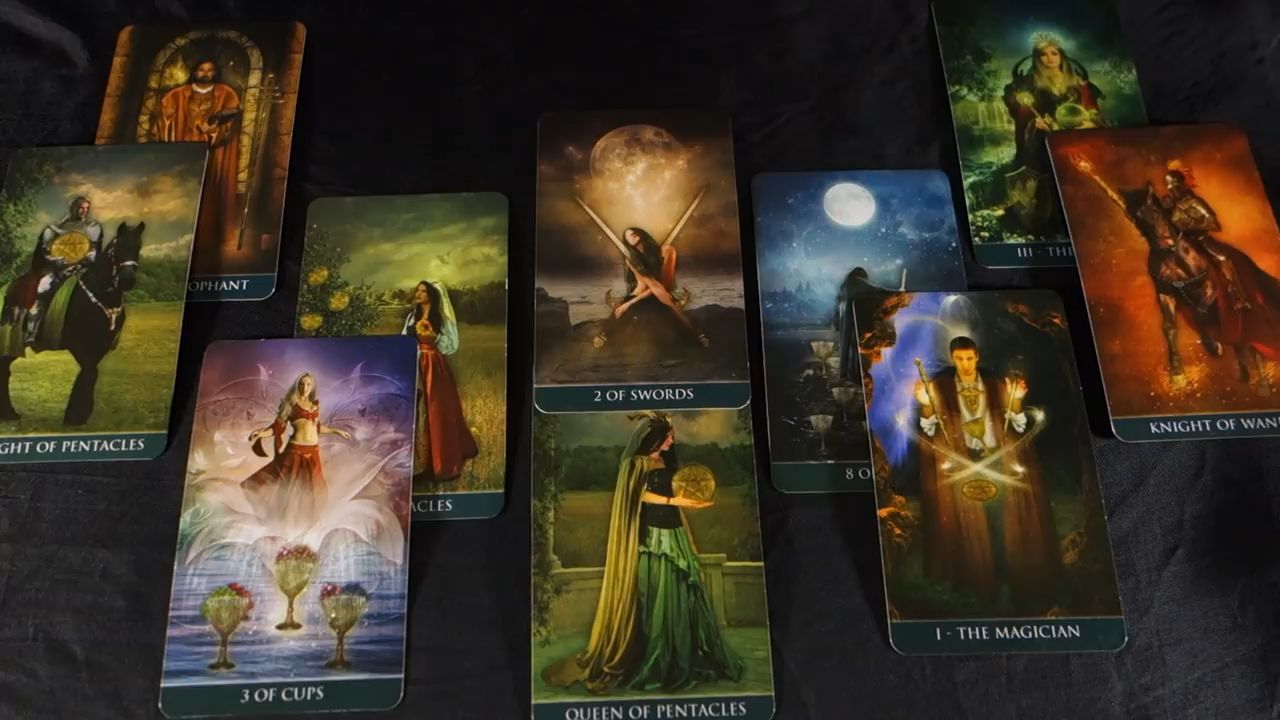 OPHANT
III - THE
GHT OF PENTACLES
2 OF SWORDS
KNIGHT OF WAN
ACLES
8 O
I - THE MAGICIAN
3 OF CUPS
QUEEN OF PENTACLES